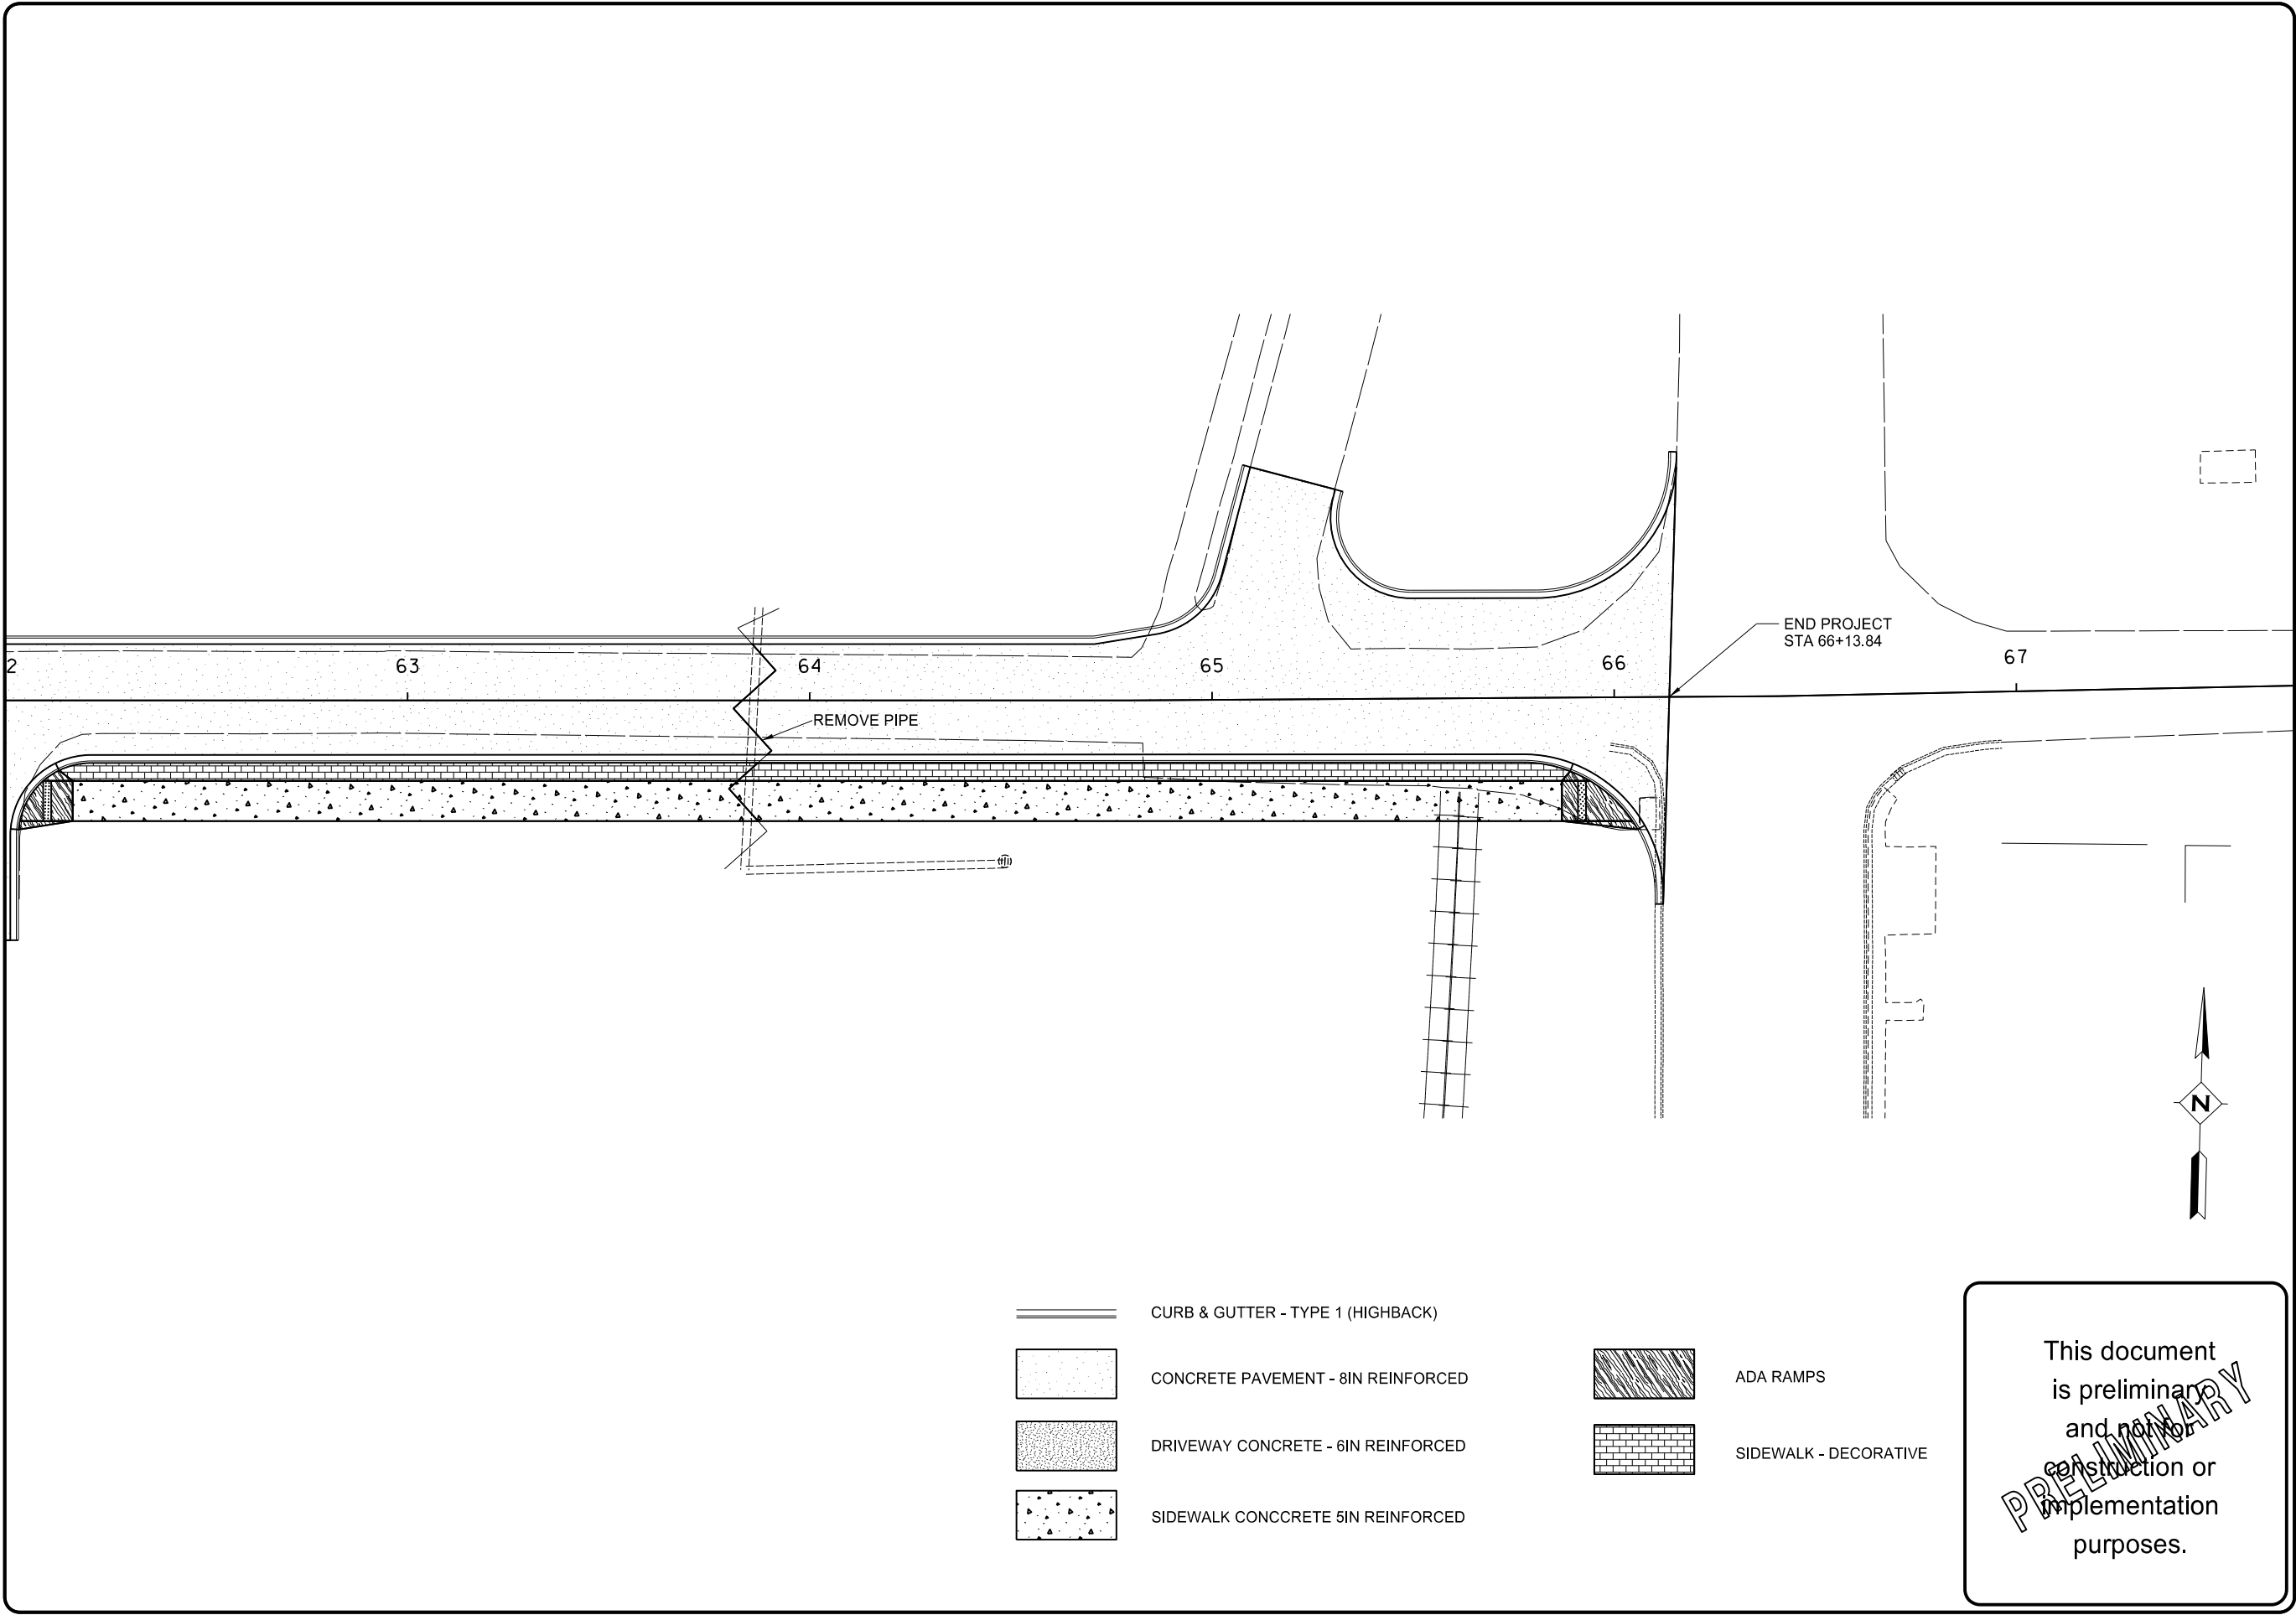 END PROJECT
STA 66+13.84
2
63
64
65
66
67
REMOVE PIPE
N
CURB & GUTTER - TYPE 1 (HIGHBACK)
CONCRETE PAVEMENT - 8IN REINFORCED
DRIVEWAY CONCRETE - 6IN REINFORCED
SIDEWALK CONCCRETE 5IN REINFORCED
ADA RAMPS
SIDEWALK - DECORATIVE
This document
is preliminary
and not for
construction or
implementation
purposes.
PRELIMINARY